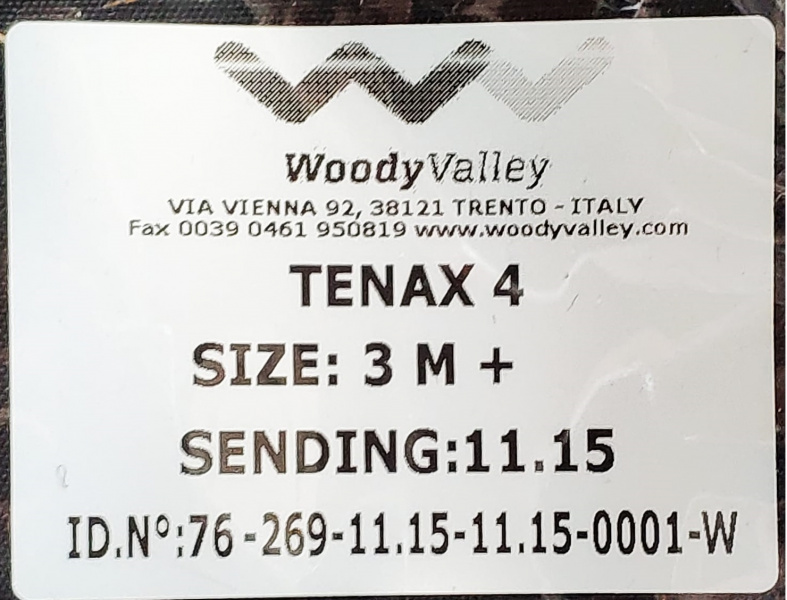 WoodyValley
VIA VIENNA 92, 38121 TRENTO - ITALY
Fax 0039 0461 950819 www.woodyvalley.com
TENAX 4
SIZE: 3 M +
SENDING:11.15
ID.Nº:76-269-11.15-11.15-0001-W